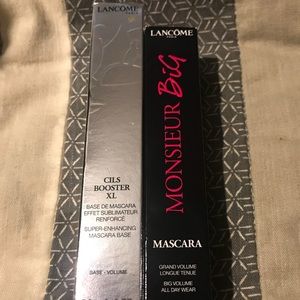 LANCÔME
PARIS
CILS
BOOSTER
XL
BASE DE MASCARA
EFFET SUBLIMATEUR
RENFORCÉ
SUPER-ENHANCING
MASCARA BASE
BASE - VOLUME
LANCÔME
PARIS
MONSIEUR BIG
MASCARA
GRAND VOLUME
LONGUE TENUE
BIG VOLUME
ALL DAY WEAR